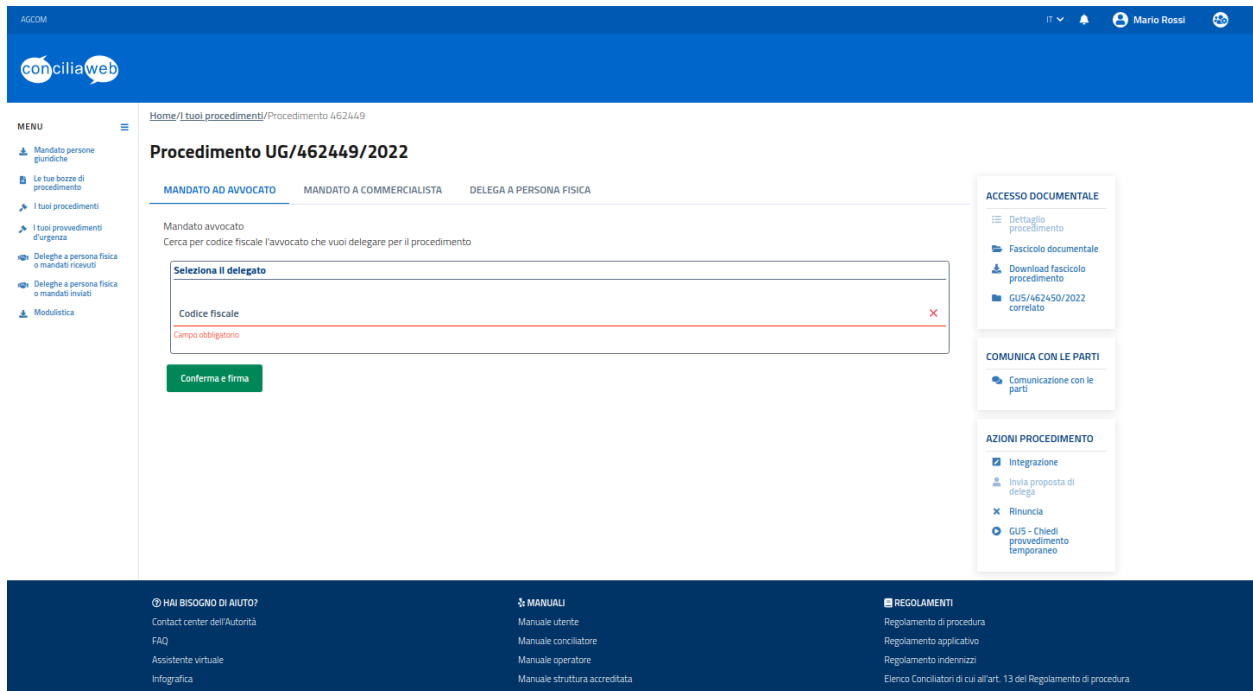 AGCOM
IT
Mario Rossi
conciliaweb
MENU
Mandato persone
giuridiche
Le tue bozze di
procedimento
I tuoi procedimenti
I tuoi provvedimenti
d'urgenza
Deleghe a persona fisica
o mandati ricevuti
Deleghe a persona fisica
o mandati inviati
Modulistica
Home/I tuoi procedimenti/Procedimento 462449
Procedimento UG/462449/2022
MANDATO AD AVVOCATO
MANDATO A COMMERCIALISTA
DELEGA A PERSONA FISICA
Mandato avvocato
Cerca per codice fiscale l'avvocato che vuoi delegare per il procedimento
Seleziona il delegato
Codice fiscale
Campo obbligatorio
Conferma e firma
ACCESSO DOCUMENTALE
Dettaglio
procedimento
Fascicolo documentale
Download fascicolo
procedimento
GU5/462450/2022
correlato
COMUNICA CON LE PARTI
Comunicazione con le
parti
AZIONI PROCEDIMENTO
Integrazione
Invia proposta di
delega
Rinuncia
GU5 - Chiedi
provvedimento
temporaneo
HAI BISOGNO DI AIUTO?
Contact center dell'Autorità
FAQ
Assistente virtuale
Infografica
MANUALI
Manuale utente
Manuale conciliatore
Manuale operatore
Manuale struttura accreditata
REGOLAMENTI
Regolamento di procedura
Regolamento applicativo
Regolamento indennizzi
Elenco Conciliatori di cui all'art. 13 del Regolamento di procedura